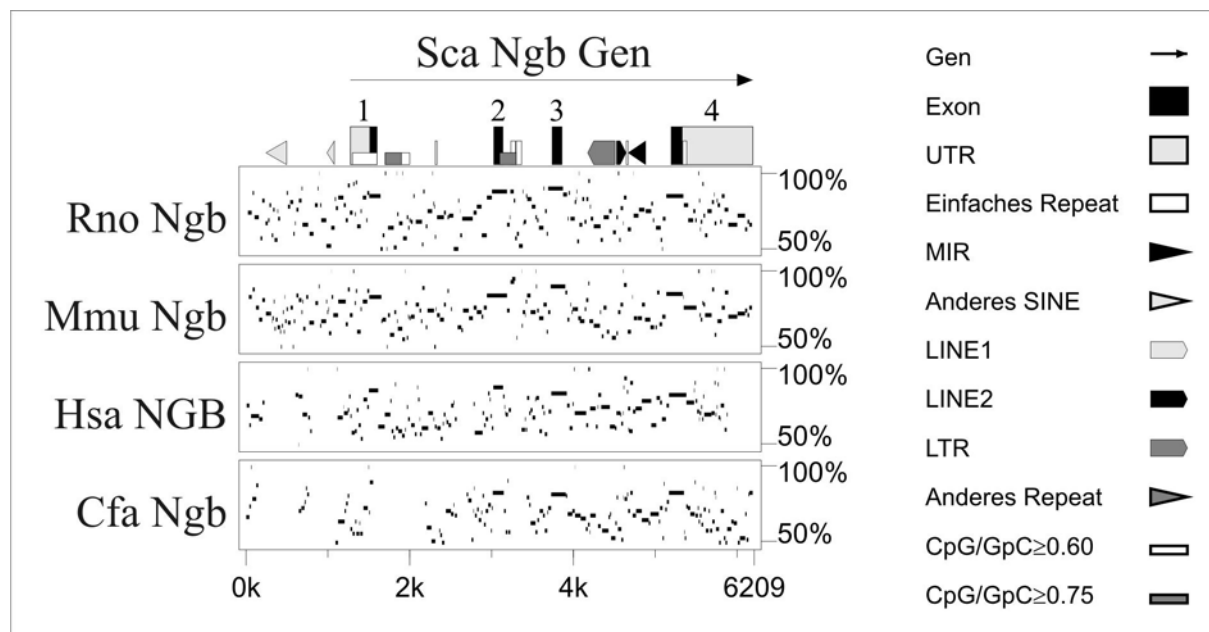 Sca Ngb Gen
1 2 3 4
Rno Ngb
100%
50%
Mmu Ngb
100%
50%
Hsa NGB
100%
50%
Cfa Ngb
100%
50%
0k 2k 4k 6209
Gen
Exon
UTR
Einfaches Repeat
MIR
Anderes SINE
LINE1
LINE2
LTR
Anderes Repeat
CpG/GpC≥0.60
CpG/GpC≥0.75